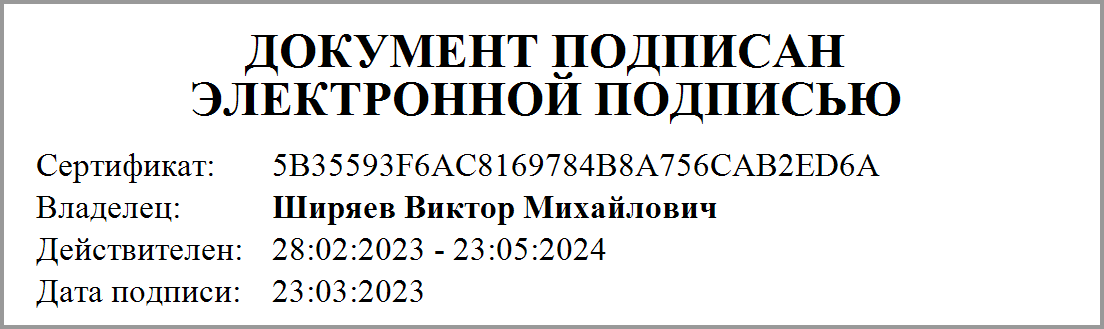 ДОКУМЕНТ ПОДПИСАН
ЭЛЕКТРОННОЙ ПОДПИСЬЮ
Сертификат: 5B35593F6AC8169784B8A756CAB2ED6A
Владелец: Ширяев Виктор Михайлович
Действителен: 28:02:2023 - 23:05:2024
Дата подписи: 23:03:2023